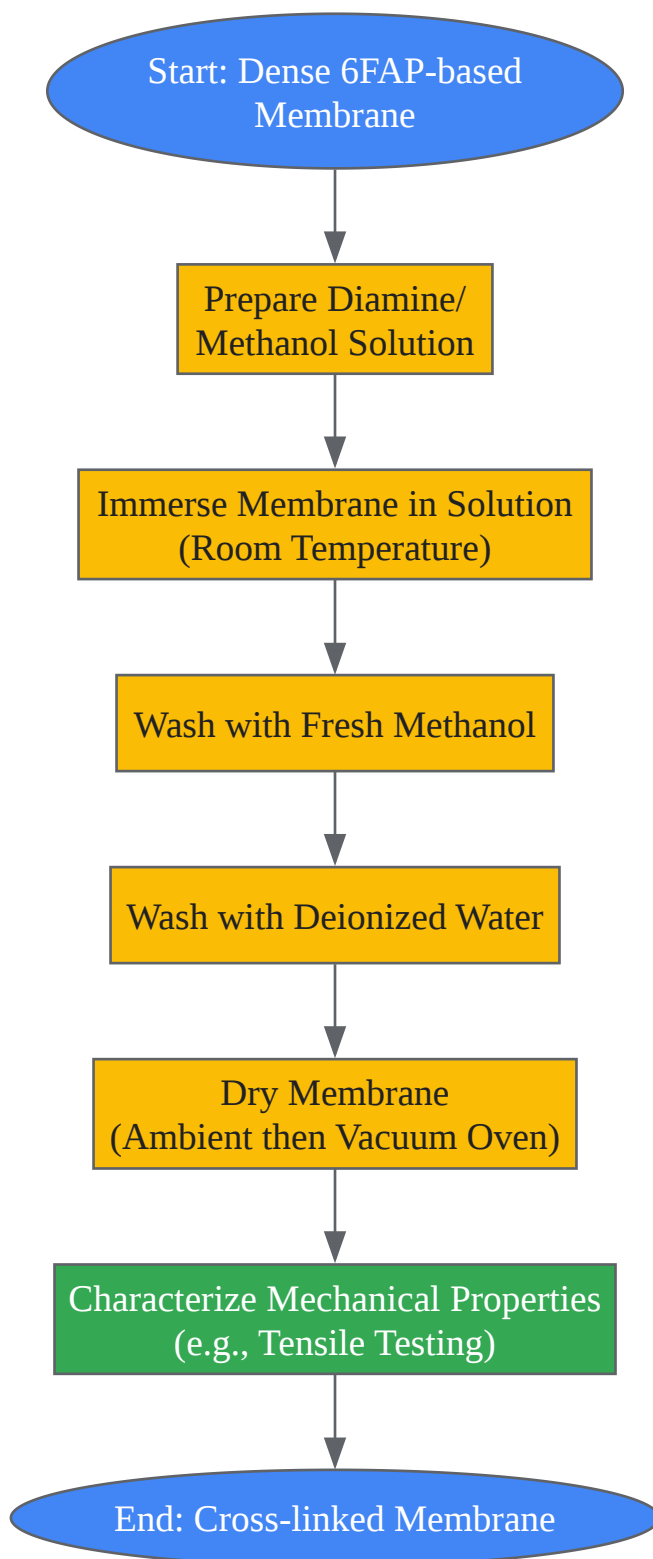 Start: Dense 6FAP-based
Membrane
Prepare Diamine/
Methanol Solution
Immerse Membrane in Solution
(Room Temperature)
Wash with Fresh Methanol
Wash with Deionized Water
Dry Membrane
(Ambient then Vacuum Oven)
Characterize Mechanical Properties
(e.g., Tensile Testing)
End: Cross-linked Membrane